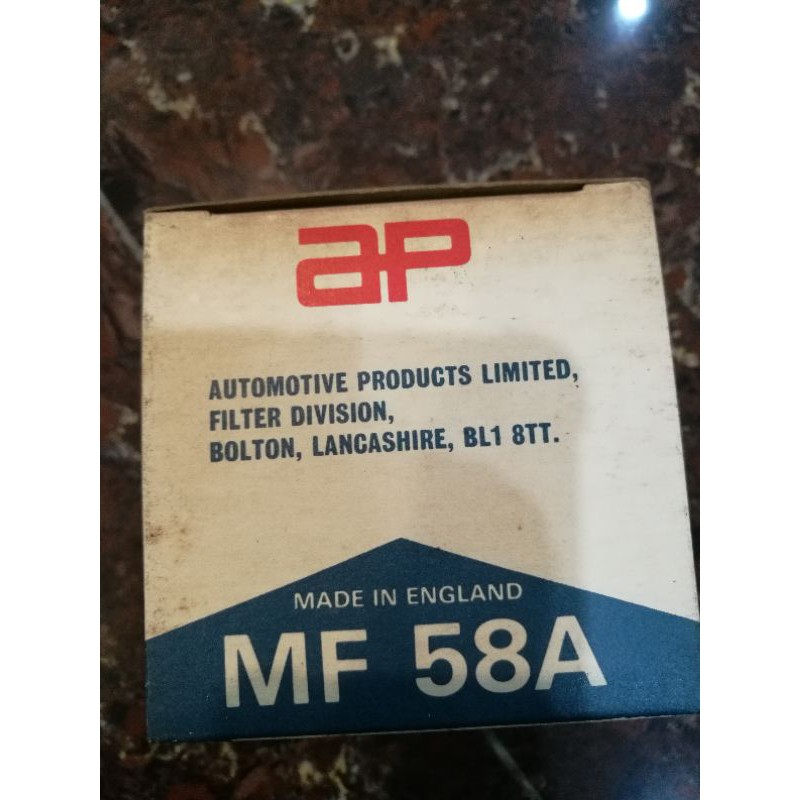 ap
AUTOMOTIVE PRODUCTS LIMITED,
FILTER DIVISION,
BOLTON, LANCASHIRE, BL1 8TT.
MADE IN ENGLAND
MF 58A